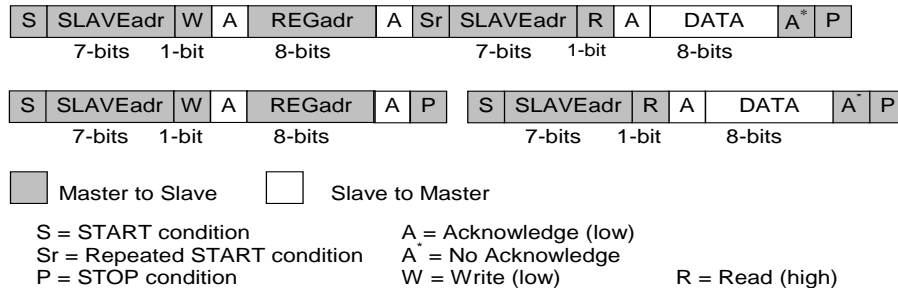 S SLAVEadr W A REGadr A Sr SLAVEadr R A DATA A* P
7-bits 1-bit 8-bits 7-bits 1-bit 8-bits
S SLAVEadr W A REGadr A P S SLAVEadr R A DATA A- P
7-bits 1-bit 8-bits 7-bits 1-bit 8-bits
Master to Slave Slave to Master
S = START condition A = Acknowledge (low)
Sr = Repeated START condition A* = No Acknowledge
P = STOP condition W = Write (low) R = Read (high)